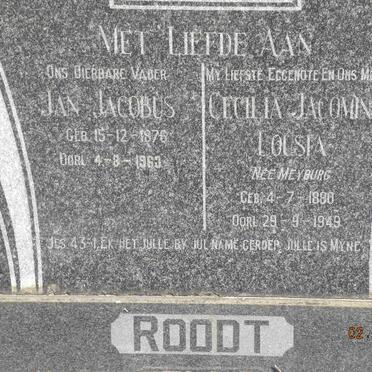 MET LIEFDE AAN
ONS DIERBARE VADER
JAN JACOBUS
GEB. 15-12-1876
OORL. 4-8-1963
MY LIEFSTE EGGENOTE EN ONS
CECILIA JACOMIN
LOUSIA
NEE MEYBURG
GEB. 4-7-1880
OORL. 29-9-1949
JES. 43-1. EK HET JULLE BY JUL NAME GEROEP, JULLE IS MYNE.
ROODT
02